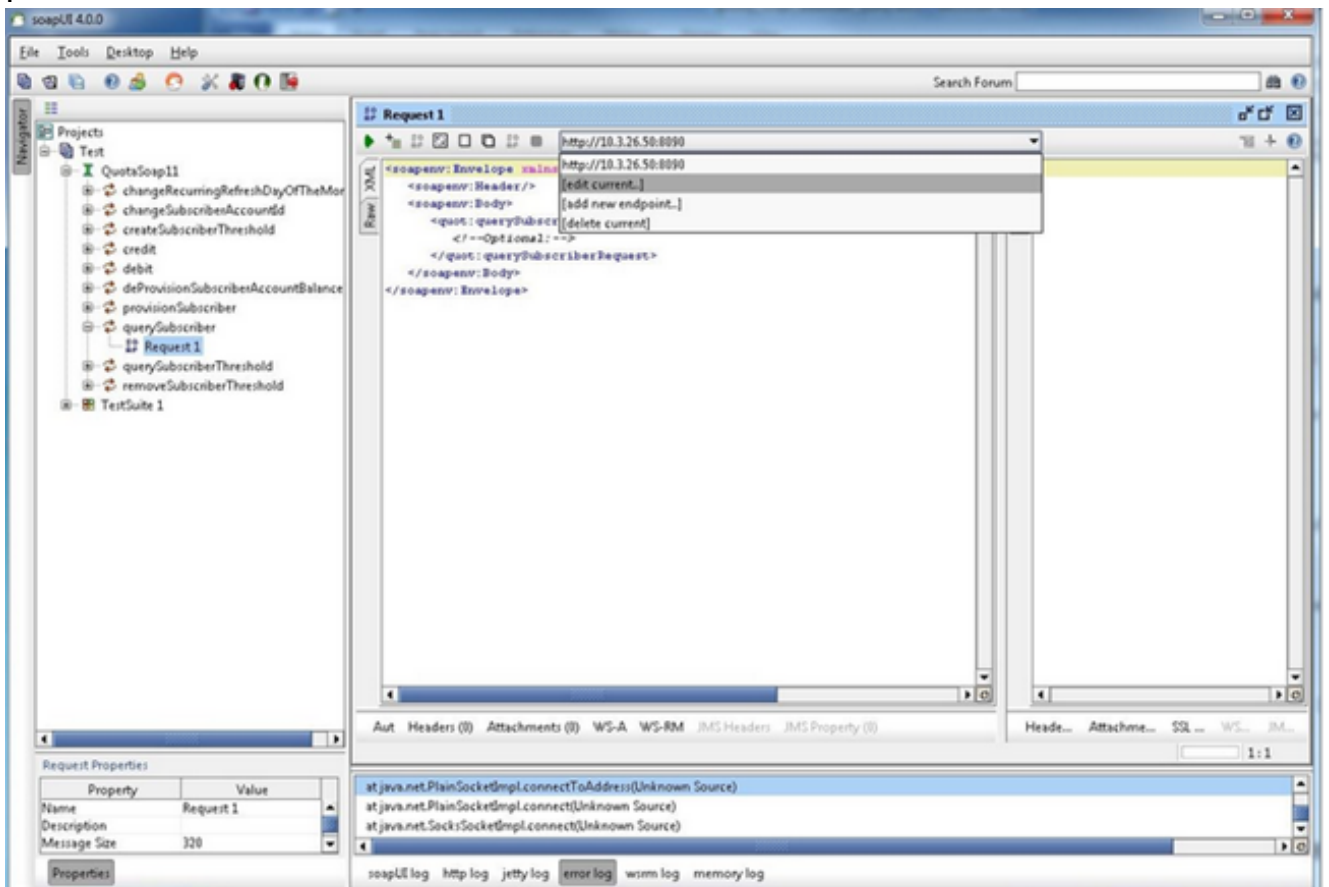 soapUI 4.0.0
File Tools Desktop Help
Search Forum
Navigator
Projects
Test
QuotaSoap11
changeRecurringRefreshDayOfTheMor
changeSubscriberAccountId
createSubscriberThreshold
credit
debit
deProvisionSubscriberAccountBalance
provisionSubscriber
querySubscriber
Request 1
querySubscriberThreshold
removeSubscriberThreshold
TestSuite 1
Request 1
http://10.3.26.50:8090
http://10.3.26.50:8090
[edit current..]
[add new endpoint..]
[delete current]
XML
Raw
<soapenv:Envelope xmlns
<soapenv:Header/>
<soapenv:Body>
<quot:querySubscr
<!--Optional:-->
</quot:querySubscriberRequest>
</soapenv:Body>
</soapenv:Envelope>
Aut Headers (0) Attachments (0) WS-A WS-RM JMS Headers JMS Property (0)
Heade... Attachme... SSL ... WS... JM...
1:1
Request Properties
Property Value
Name Request 1
Description
Message Size 320
Properties
at java.net.PlainSocketImpl.connectToAddress(Unknown Source)
at java.net.PlainSocketImpl.connect(Unknown Source)
at java.net.SocksSocketImpl.connect(Unknown Source)
soapUI log http log jetty log error log wsrm log memory log